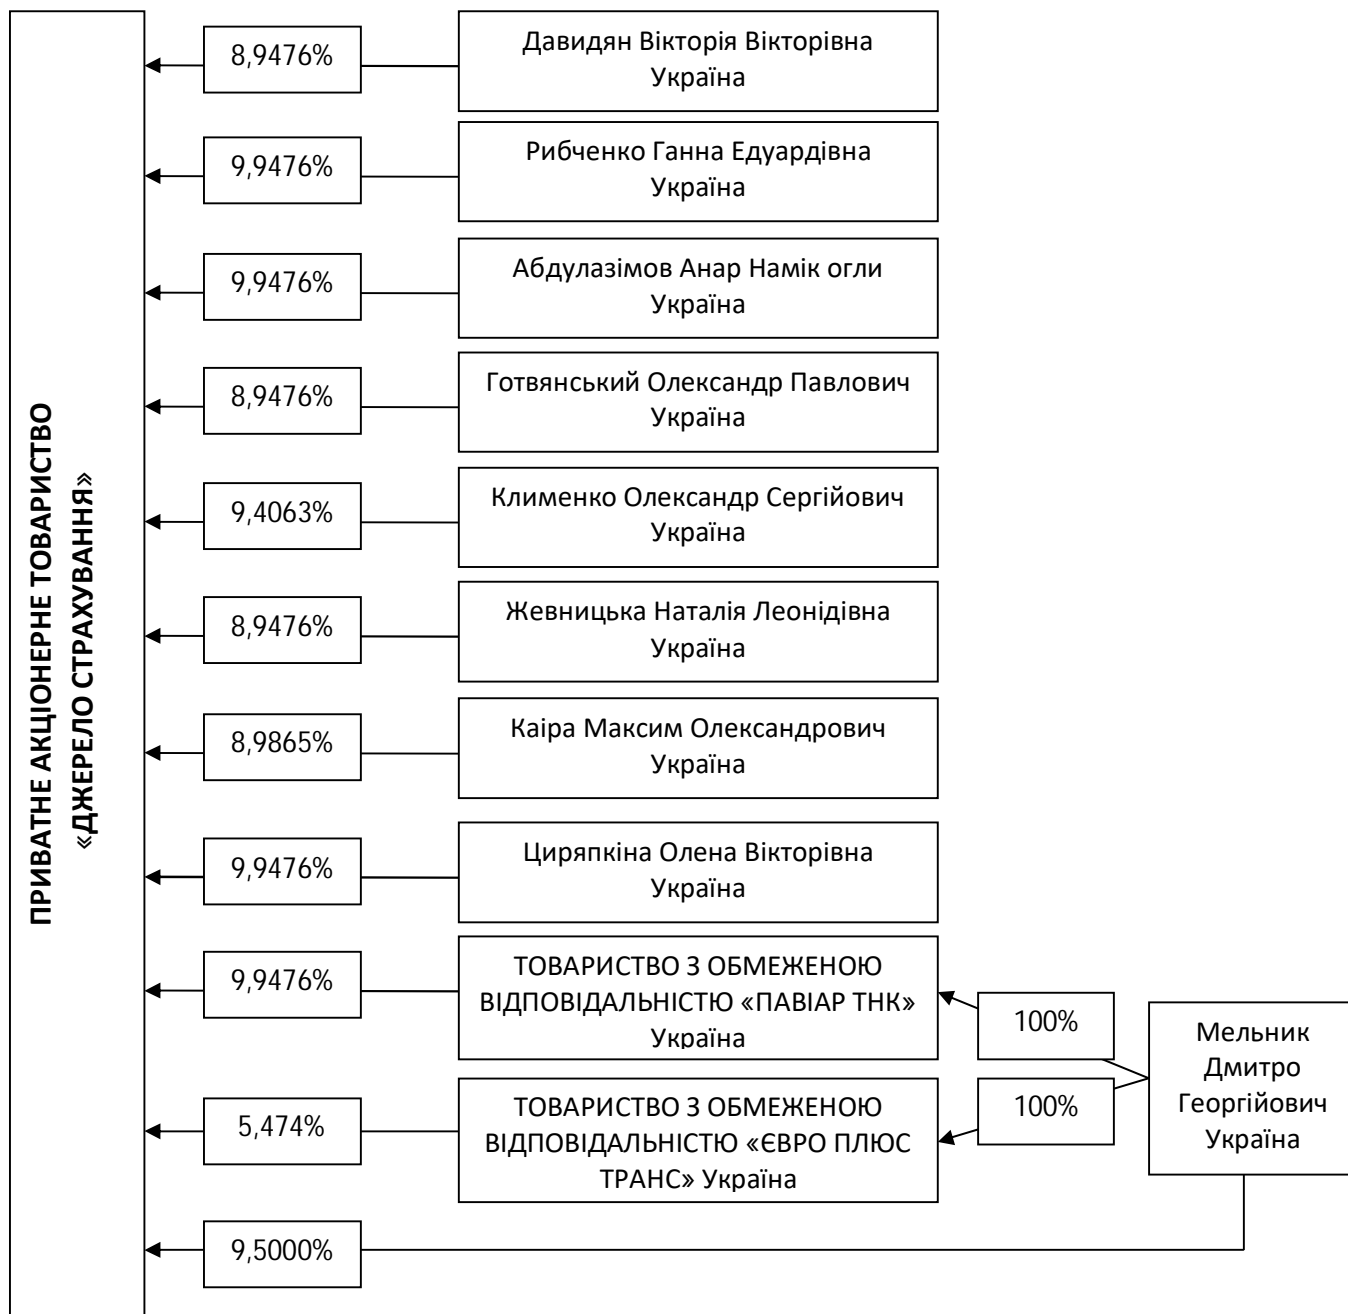 ПРИВАТНЕ АКЦІОНЕРНЕ ТОВАРИСТВО
«ДЖЕРЕЛО СТРАХУВАННЯ»
8,9476%
Давидян Вікторія Вікторівна
Україна
9,9476%
Рибченко Ганна Едуардівна
Україна
9,9476%
Абдулазімов Анар Намік огли
Україна
8,9476%
Готвянський Олександр Павлович
Україна
9,4063%
Клименко Олександр Сергійович
Україна
8,9476%
Жевницька Наталія Леонідівна
Україна
8,9865%
Каіра Максим Олександрович
Україна
9,9476%
Циряпкіна Олена Вікторівна
Україна
9,9476%
ТОВАРИСТВО З ОБМЕЖЕНОЮ
ВІДПОВІДАЛЬНІСТЮ «ПАВІАР ТНК»
Україна
100%
5,474%
ТОВАРИСТВО З ОБМЕЖЕНОЮ
ВІДПОВІДАЛЬНІСТЮ «ЄВРО ПЛЮС
ТРАНС» Україна
100%
Мельник
Дмитро
Георгійович
Україна
9,5000%